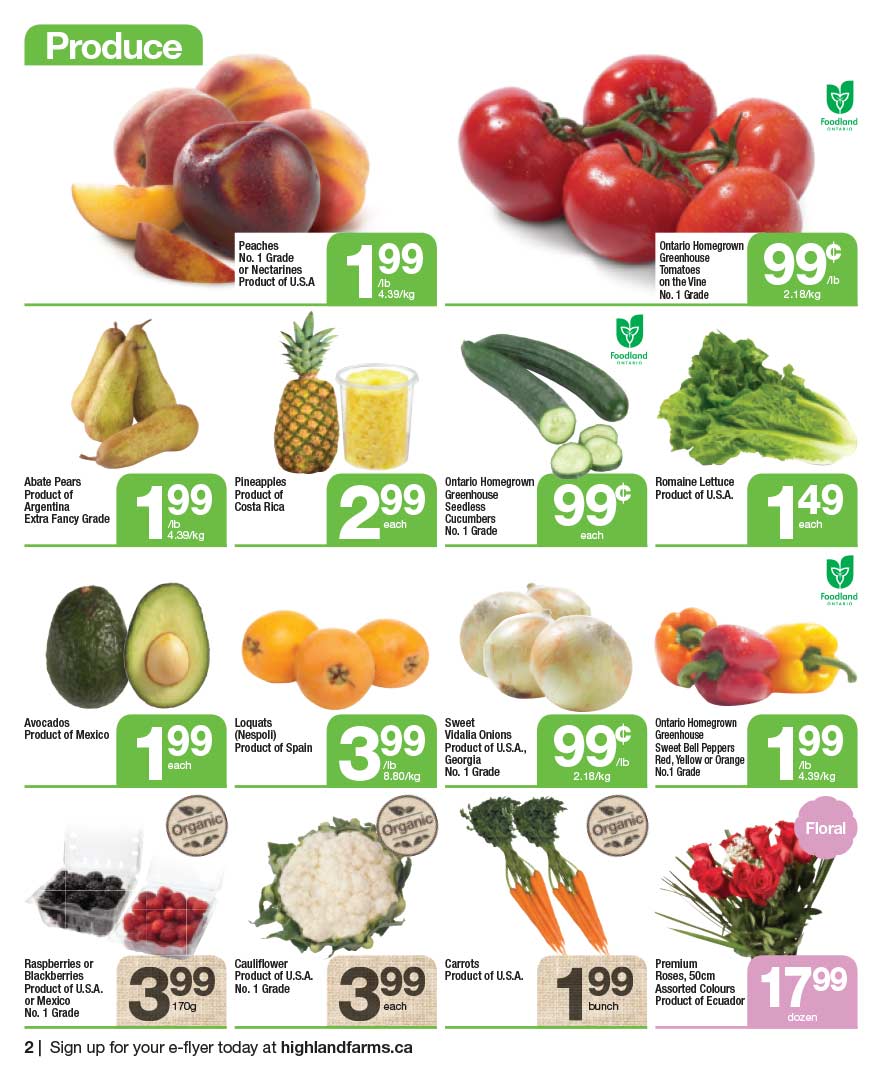 Produce
Foodland
ONTARIO
Peaches
No. 1 Grade
or Nectarines
Product of U.S.A
1.99
/lb
4.39/kg
Ontario Homegrown
Greenhouse
Tomatoes
on the Vine
No. 1 Grade
99¢
/lb
2.18/kg
Abate Pears
Product of
Argentina
Extra Fancy Grade
1.99
/lb
4.39/kg
Pineapples
Product of
Costa Rica
2.99
each
Foodland
ONTARIO
Ontario Homegrown
Greenhouse
Seedless
Cucumbers
No. 1 Grade
99¢
each
Romaine Lettuce
Product of U.S.A.
1.49
each
Avocados
Product of Mexico
1.99
each
Loquats
(Nespoli)
Product of Spain
3.99
/lb
8.80/kg
Sweet
Vidalia Onions
Product of U.S.A.,
Georgia
No. 1 Grade
99¢
/lb
2.18/kg
Foodland
ONTARIO
Ontario Homegrown
Greenhouse
Sweet Bell Peppers
Red, Yellow or Orange
No.1 Grade
1.99
/lb
4.39/kg
Organic
Raspberries or
Blackberries
Product of U.S.A.
or Mexico
No. 1 Grade
3.99
170g
Organic
Cauliflower
Product of U.S.A.
No. 1 Grade
3.99
each
Organic
Carrots
Product of U.S.A.
1.99
bunch
Floral
Premium
Roses, 50cm
Assorted Colours
Product of Ecuador
17.99
dozen
2 | Sign up for your e-flyer today at highlandfarms.ca